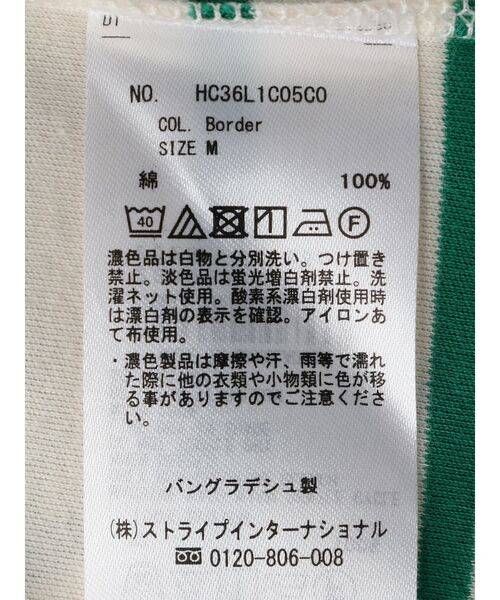 NO. HC36L1C05C0
COL. Border
SIZE M
綿 100%
40 F
濃色品は白物と分別洗い。つけ置き
禁止。淡色品は蛍光増白剤禁止。洗
濯ネット使用。酸素系漂白剤使用時
は漂白剤の表示を確認。アイロンあ
て布使用。
・濃色製品は摩擦や汗、雨等で濡れ
た際に他の衣類や小物類に色が移
る事がありますのでご注意くださ
い。
バングラデシュ製
(株)ストライプインターナショナル
0120-806-008